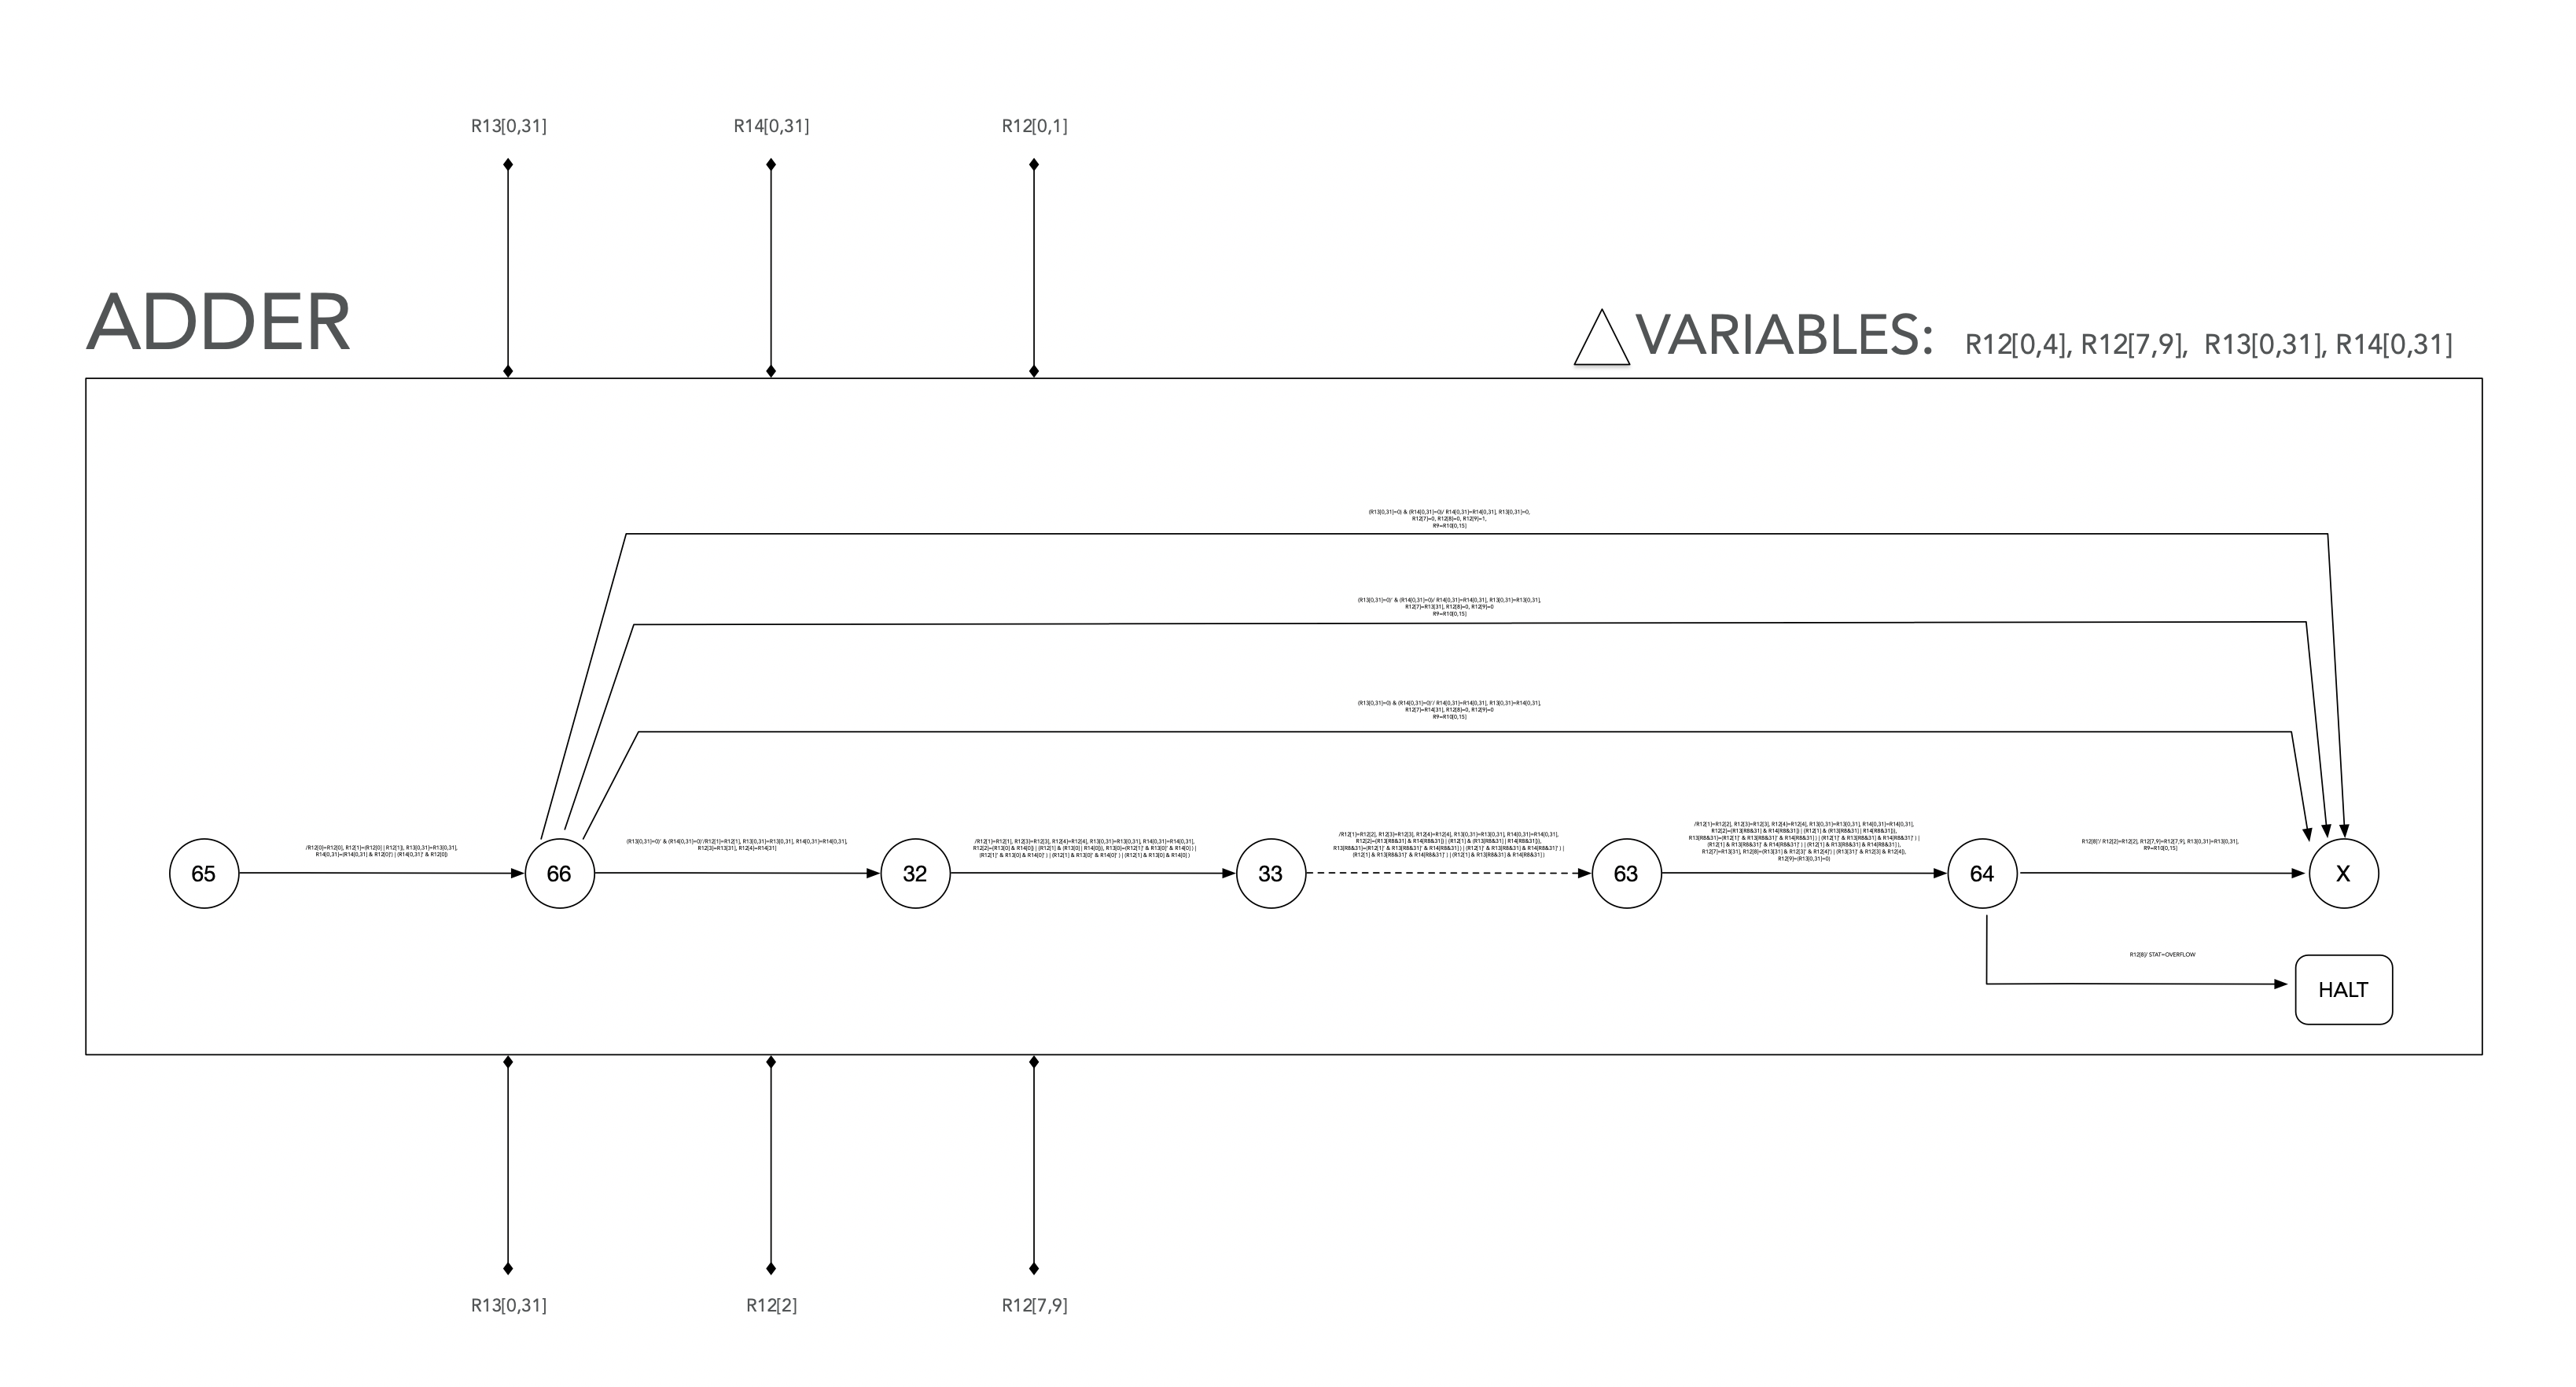 R13[0,31]
R14[0,31]
R12[0,1]
ADDER
VARIABLES: R12[0,4], R12[7,9], R13[0,31], R14[0,31]
(R13[0,31]=0) & (R14[0,31]=0)/ R14[0,31]=R14[0,31], R13[0,31]=0,
R12[7]=0, R12[8]=0, R12[9]=1,
R9=R10[0,15]
(R13[0,31]=0)' & (R14[0,31]=0)/ R14[0,31]=R14[0,31], R13[0,31]=R13[0,31],
R12[7]=R13[31], R12[8]=0, R12[9]=0
R9=R10[0,15]
(R13[0,31]=0) & (R14[0,31]=0)'/ R14[0,31]=R14[0,31], R13[0,31]=R14[0,31],
R12[7]=R14[31], R12[8]=0, R12[9]=0
R9=R10[0,15]
/R12[0]=R12[0], R12[1]=(R12[0] | R12[1]), R13[0,31]=R13[0,31],
R14[0,31]=(R14[0,31] & R12[0]') | (R14[0,31]' & R12[0])
(R13[0,31]=0)' & (R14[0,31]=0)'/R12[1]=R12[1], R13[0,31]=R13[0,31], R14[0,31]=R14[0,31],
R12[3]=R13[31], R12[4]=R14[31]
/R12[1]=R12[1], R12[3]=R12[3], R12[4]=R12[4], R13[0,31]=R13[0,31], R14[0,31]=R14[0,31],
R12[2]=(R13[0] & R14[0]) | (R12[1] & (R13[0] | R14[0])), R13[0]=(R12[1]' & R13[0]' & R14[0] ) |
(R12[1]' & R13[0] & R14[0]' ) | (R12[1] & R13[0]' & R14[0]' ) | (R12[1] & R13[0] & R14[0] )
/R12[1]=R12[2], R12[3]=R12[3], R12[4]=R12[4], R13[0,31]=R13[0,31], R14[0,31]=R14[0,31],
R12[2]=(R13[R8&31] & R14[R8&31]) | (R12[1] & (R13[R8&31] | R14[R8&31])),
R13[R8&31]=(R12[1]' & R13[R8&31]' & R14[R8&31] ) | (R12[1]' & R13[R8&31] & R14[R8&31]' ) |
(R12[1] & R13[R8&31]' & R14[R8&31]' ) | (R12[1] & R13[R8&31] & R14[R8&31] )
/R12[1]=R12[2], R12[3]=R12[3], R12[4]=R12[4], R13[0,31]=R13[0,31], R14[0,31]=R14[0,31],
R12[2]=(R13[R8&31] & R14[R8&31]) | (R12[1] & (R13[R8&31] | R14[R8&31])),
R13[R8&31]=(R12[1]' & R13[R8&31]' & R14[R8&31] ) | (R12[1]' & R13[R8&31] & R14[R8&31]' ) |
(R12[1] & R13[R8&31]' & R14[R8&31]' ) | (R12[1] & R13[R8&31] & R14[R8&31] ),
R12[7]=R13[31], R12[8]=(R13[31] & R12[3]' & R12[4]') | (R13[31]' & R12[3] & R12[4]),
R12[9]=(R13[0,31]=0)
R12[8]'/ R12[2]=R12[2], R12[7,9]=R12[7,9], R13[0,31]=R13[0,31],
R9=R10[0,15]
65
66
32
33
63
64
X
R12[8]/ STAT=OVERFLOW
HALT
R13[0,31]
R12[2]
R12[7,9]